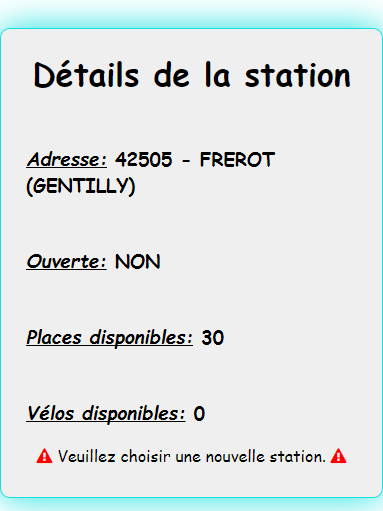 Détails de la station
Adresse: 42505 - FREROT
(GENTILLY)
Ouverte: NON
Places disponibles: 30
Vélos disponibles: 0
Veuillez choisir une nouvelle station.